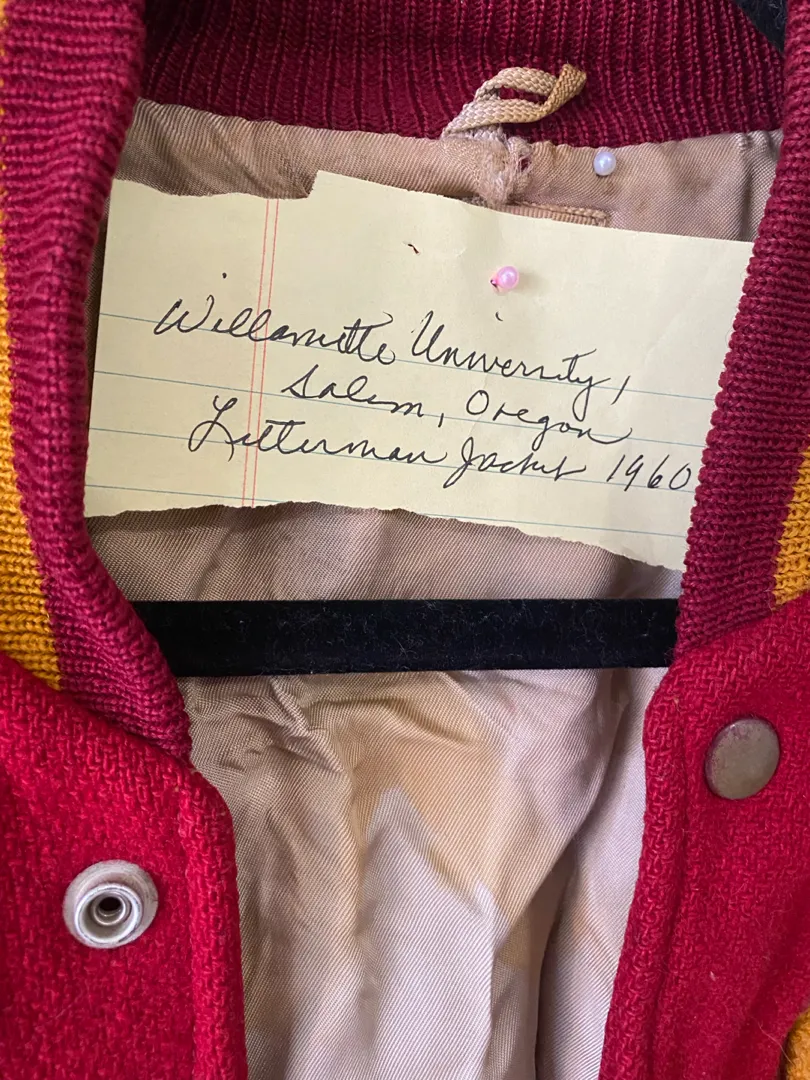 Willamette University,
Salem, Oregon
Letterman Jacket 1960